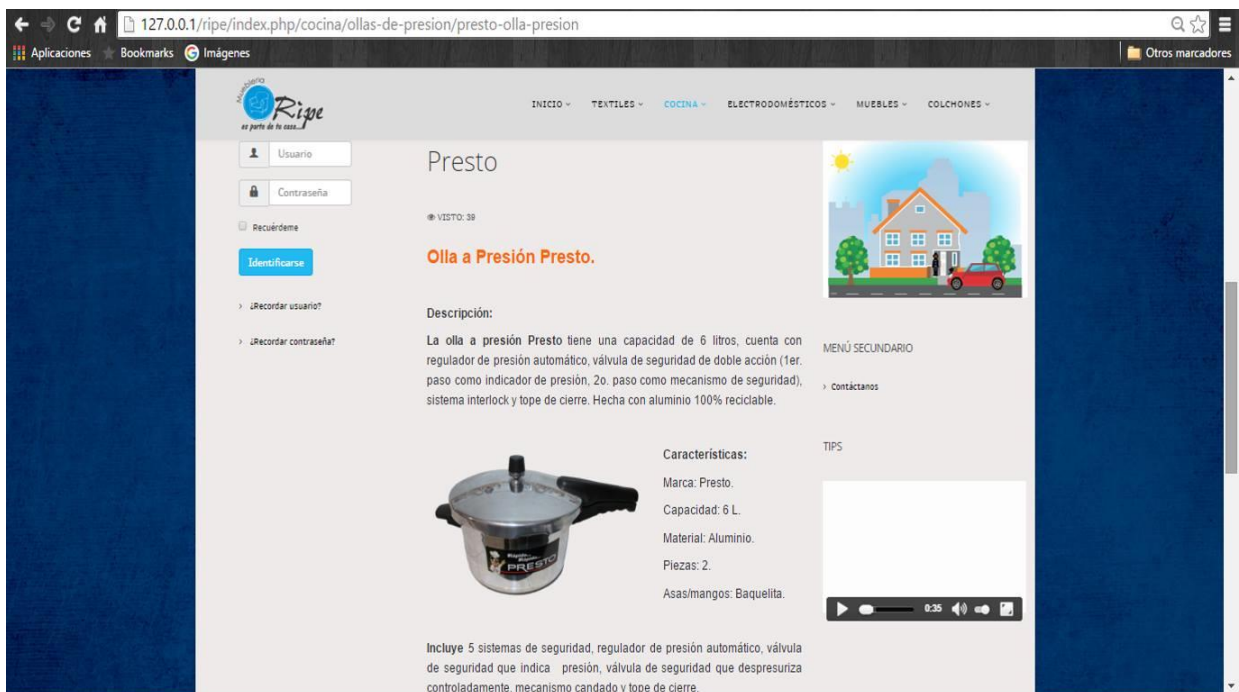 127.0.0.1/ripe/index.php/cocina/ollas-de-presion/presto-olla-presion
Aplicaciones Bookmarks Imágenes Otros marcadores
Mueblería
Ripe
es parte de tu casa...
INICIO TEXTILES COCINA ELECTRODOMÉSTICOS MUEBLES COLCHONES
Usuario
Contraseña
Recuérdeme
Identificarse
¿Recordar usuario?
¿Recordar contraseña?
Presto
VISTO: 39
Olla a Presión Presto.
Descripción:
La olla a presión Presto tiene una capacidad de 6 litros, cuenta con
regulador de presión automático, válvula de seguridad de doble acción (1er.
paso como indicador de presión, 2o. paso como mecanismo de seguridad),
sistema interlock y tope de cierre. Hecha con aluminio 100% reciclable.
PRESTO
Características:
Marca: Presto.
Capacidad: 6 L.
Material: Aluminio.
Piezas: 2.
Asas/mangos: Baquelita.
Incluye 5 sistemas de seguridad, regulador de presión automático, válvula
de seguridad que indica presión, válvula de seguridad que despresuriza
controladamente, mecanismo candado y tope de cierre.
MENÚ SECUNDARIO
Contáctanos
TIPS
0:35